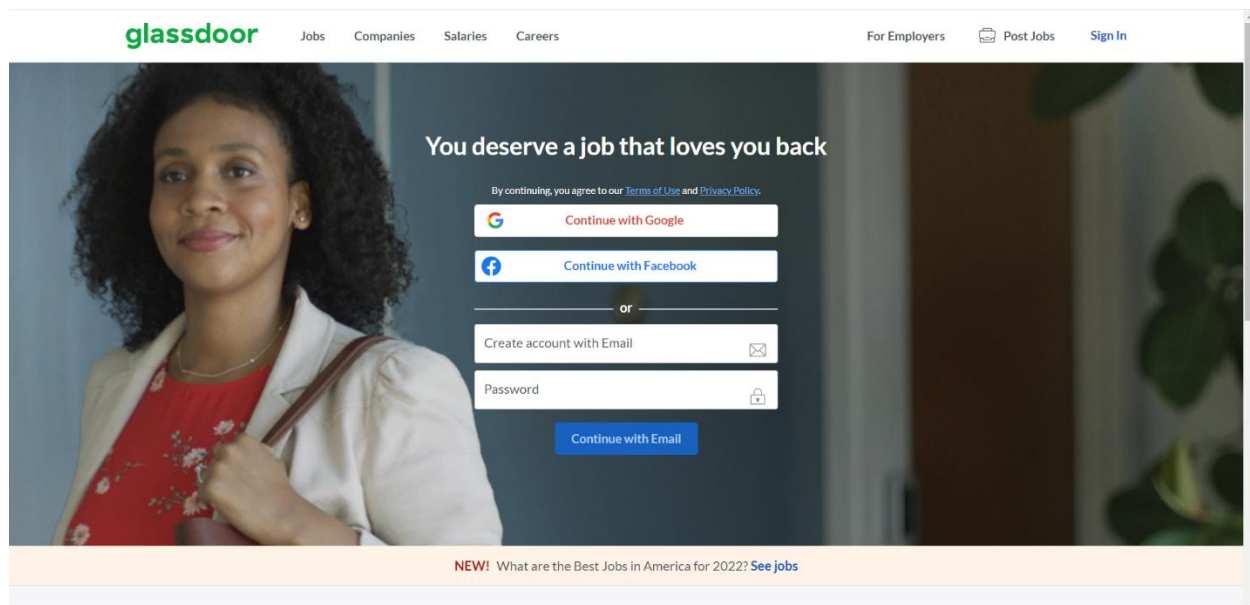 glassdoor Jobs Companies Salaries Careers For Employers Post Jobs Sign In
You deserve a job that loves you back
By continuing, you agree to our Terms of Use and Privacy Policy.
Continue with Google
Continue with Facebook
or
Create account with Email
Password
Continue with Email
NEW! What are the Best Jobs in America for 2022? See jobs